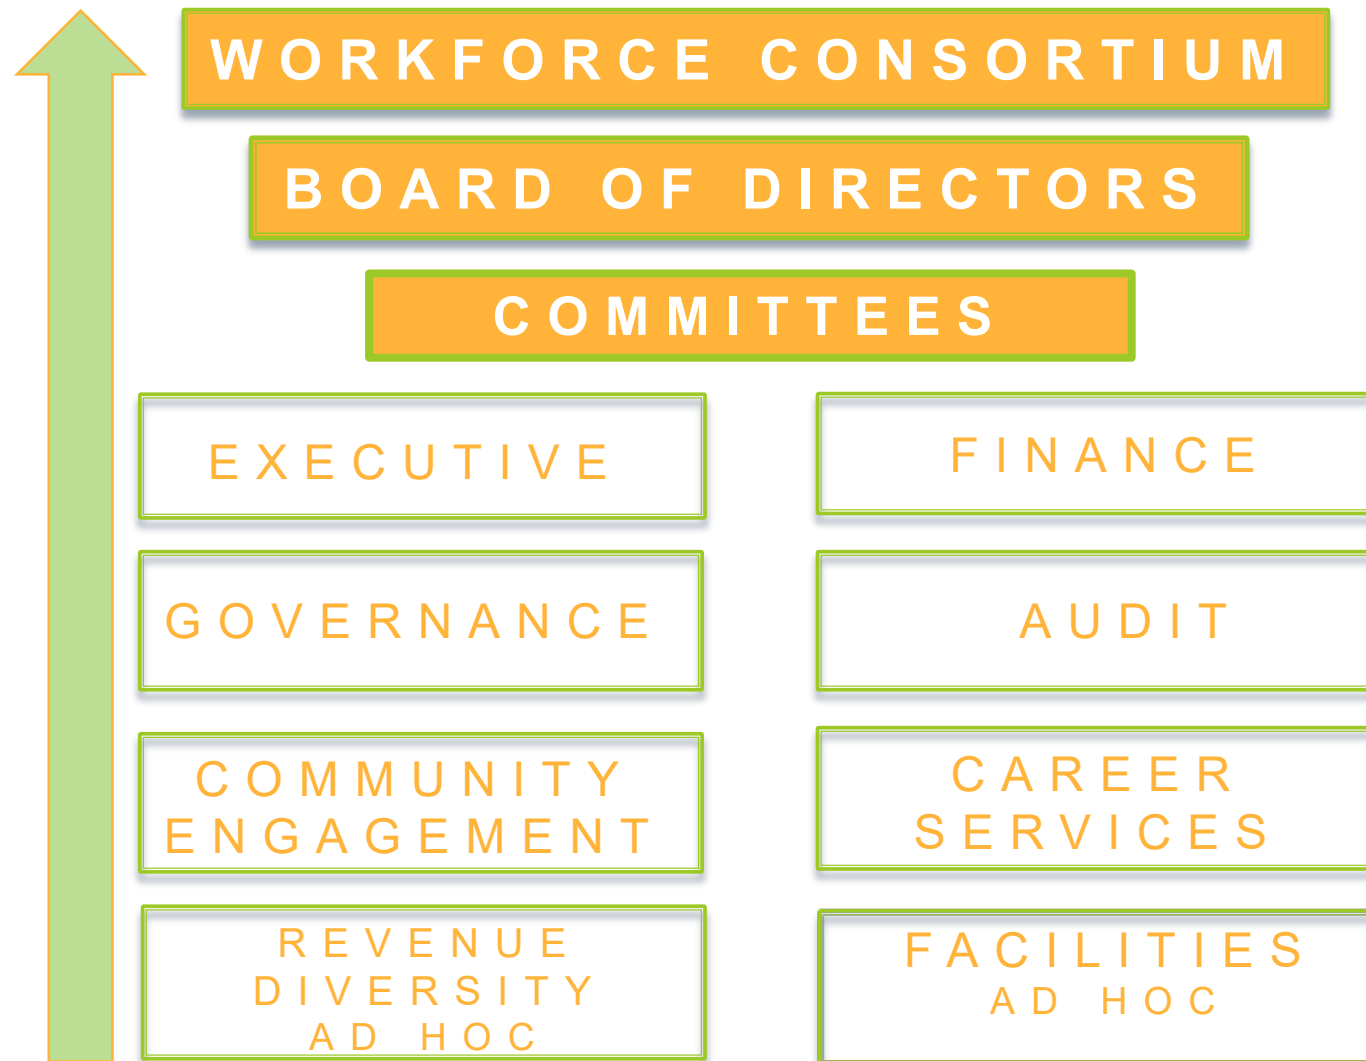 WORKFORCE CONSORTIUM
BOARD OF DIRECTORS
COMMITTEES
EXECUTIVE
FINANCE
GOVERNANCE
AUDIT
COMMUNITY
ENGAGEMENT
CAREER
SERVICES
REVENUE
DIVERSITY
AD HOC
FACILITIES
AD HOC